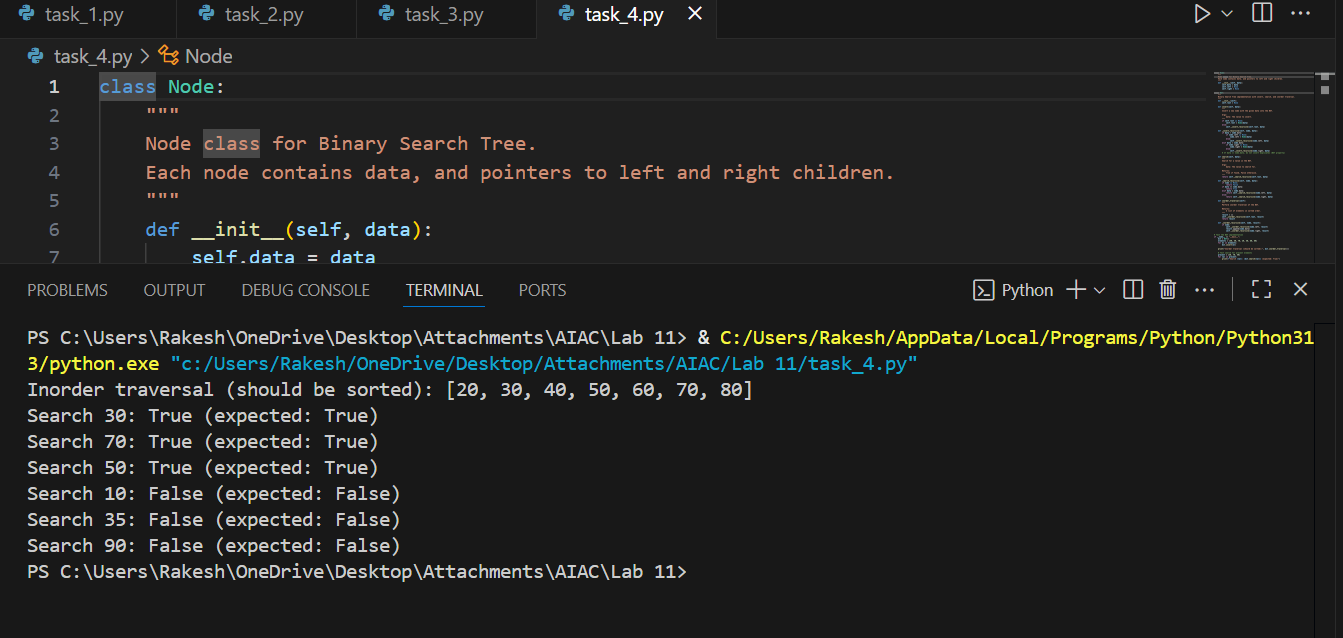 task_1.py task_2.py task_3.py task_4.py
task_4.py > Node
1 class Node:
2 """
3 Node class for Binary Search Tree.
4 Each node contains data, and pointers to left and right children.
5 """
6 def __init__(self, data):
7 self.data = data
PROBLEMS OUTPUT DEBUG CONSOLE TERMINAL PORTS Python
PS C:\Users\Rakesh\OneDrive\Desktop\Attachments\AIAC\Lab 11> & C:/Users/Rakesh/AppData/Local/Programs/Python/Python31
3/python.exe "c:/Users/Rakesh/OneDrive/Desktop/Attachments/AIAC/Lab 11/task_4.py"
Inorder traversal (should be sorted): [20, 30, 40, 50, 60, 70, 80]
Search 30: True (expected: True)
Search 70: True (expected: True)
Search 50: True (expected: True)
Search 10: False (expected: False)
Search 35: False (expected: False)
Search 90: False (expected: False)
PS C:\Users\Rakesh\OneDrive\Desktop\Attachments\AIAC\Lab 11>